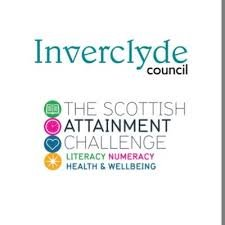 Inverclyde
council
THE SCOTTISH
ATTAINMENT
CHALLENGE
LITERACY NUMERACY
HEALTH & WELLBEING